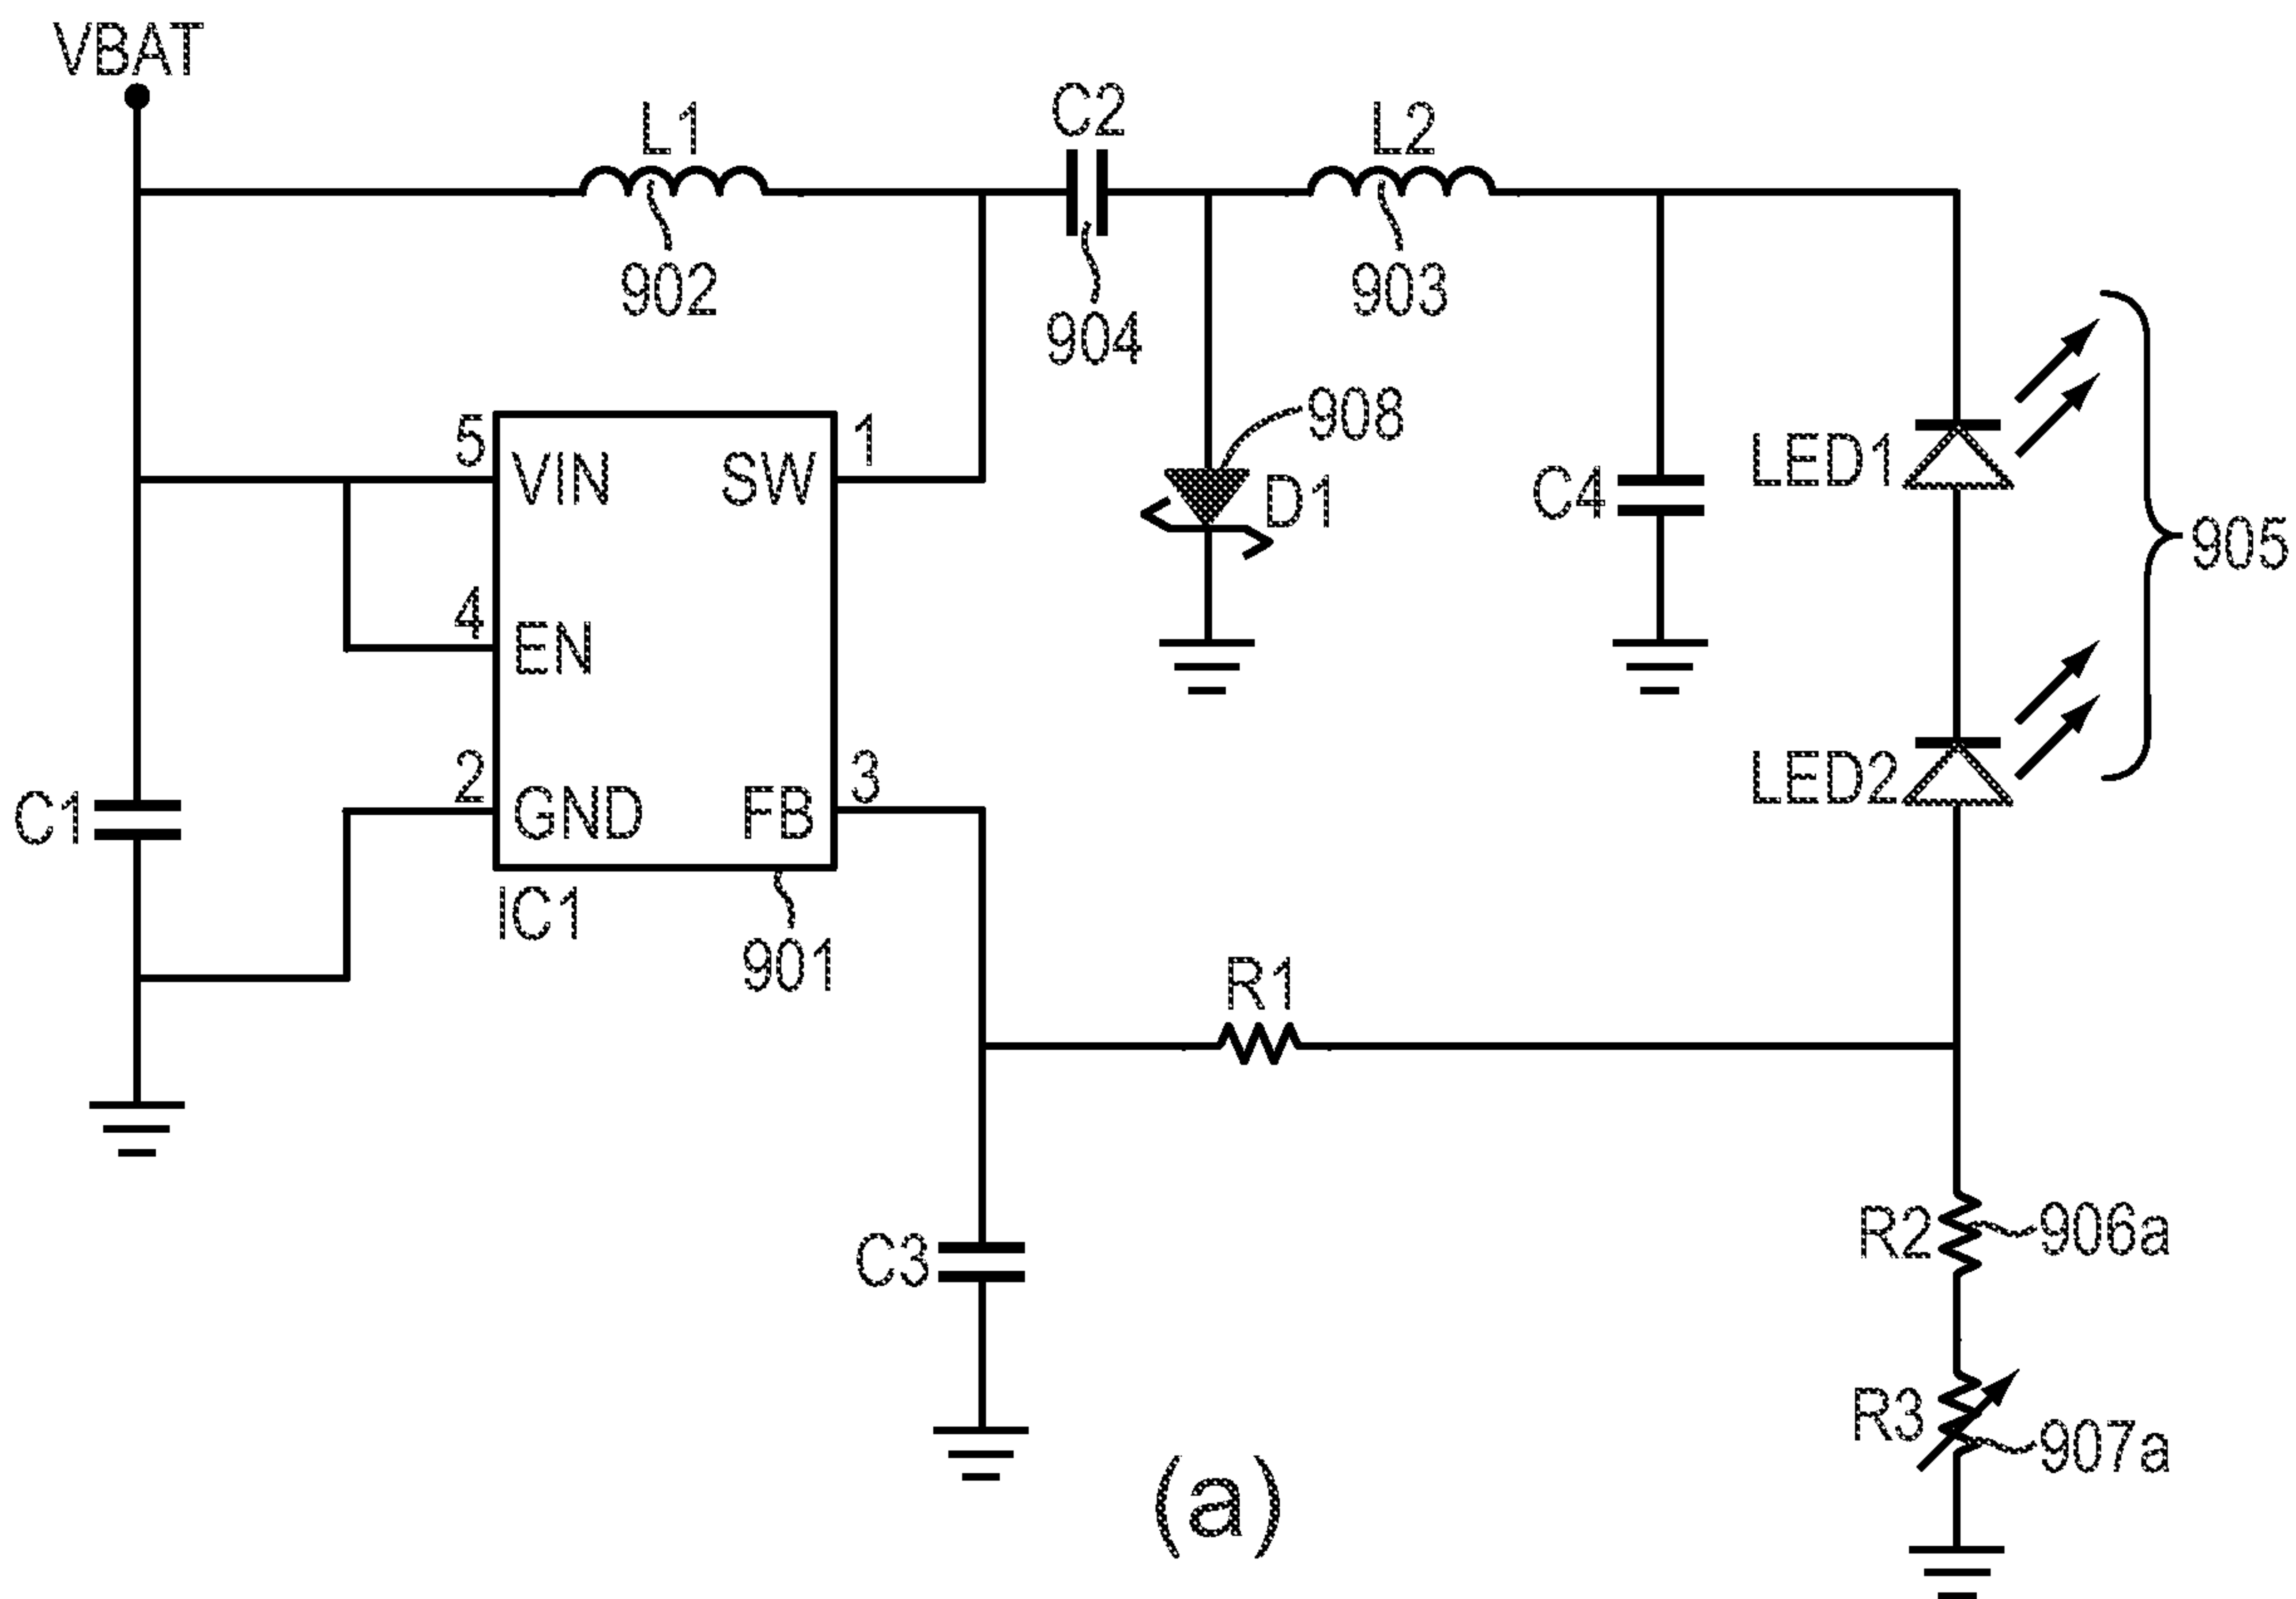 VBAT
L1
C2
L2
902
904
903
908
5
VIN
SW
1
D1
C4
LED1
905
4
EN
2
GND
FB
3
LED2
C1
IC1
901
R1
R2
906a
C3
R3
907a
(a)